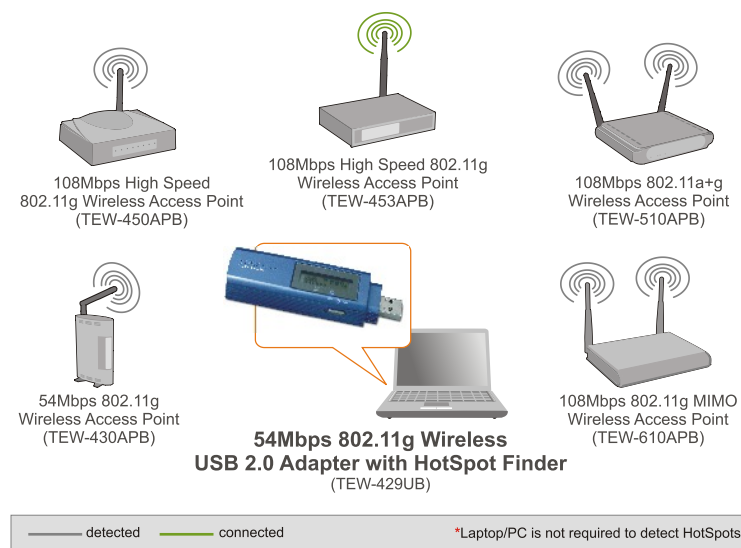 108Mbps High Speed
802.11g Wireless Access Point
(TEW-450APB)
108Mbps High Speed 802.11g
Wireless Access Point
(TEW-453APB)
108Mbps 802.11a+g
Wireless Access Point
(TEW-510APB)
54Mbps 802.11g
Wireless Access Point
(TEW-430APB)
108Mbps 802.11g MIMO
Wireless Access Point
(TEW-610APB)
54Mbps 802.11g Wireless
USB 2.0 Adapter with HotSpot Finder
(TEW-429UB)
detected
connected
*Laptop/PC is not required to detect HotSpots